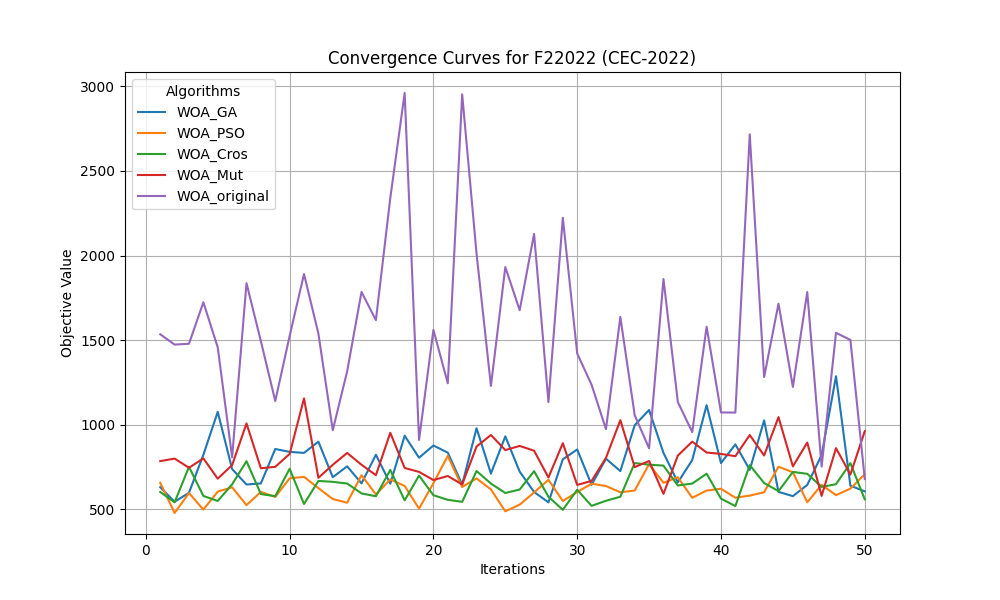 Convergence Curves for F22022 (CEC-2022)
Algorithms
WOA_GA
WOA_PSO
WOA_Cros
WOA_Mut
WOA_original
Objective Value
3000
2500
2000
1500
1000
500
0 10 20 30 40 50
Iterations